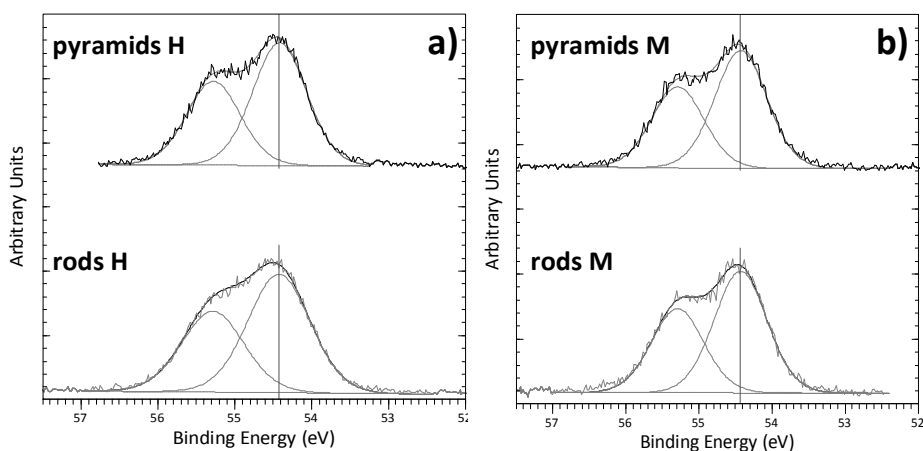 pyramids H
a)
rods H
Arbitrary Units
57
56
55
54
53
52
Binding Energy (eV)
pyramids M
b)
rods M
Arbitrary Units
57
56
55
54
53
52
Binding Energy (eV)